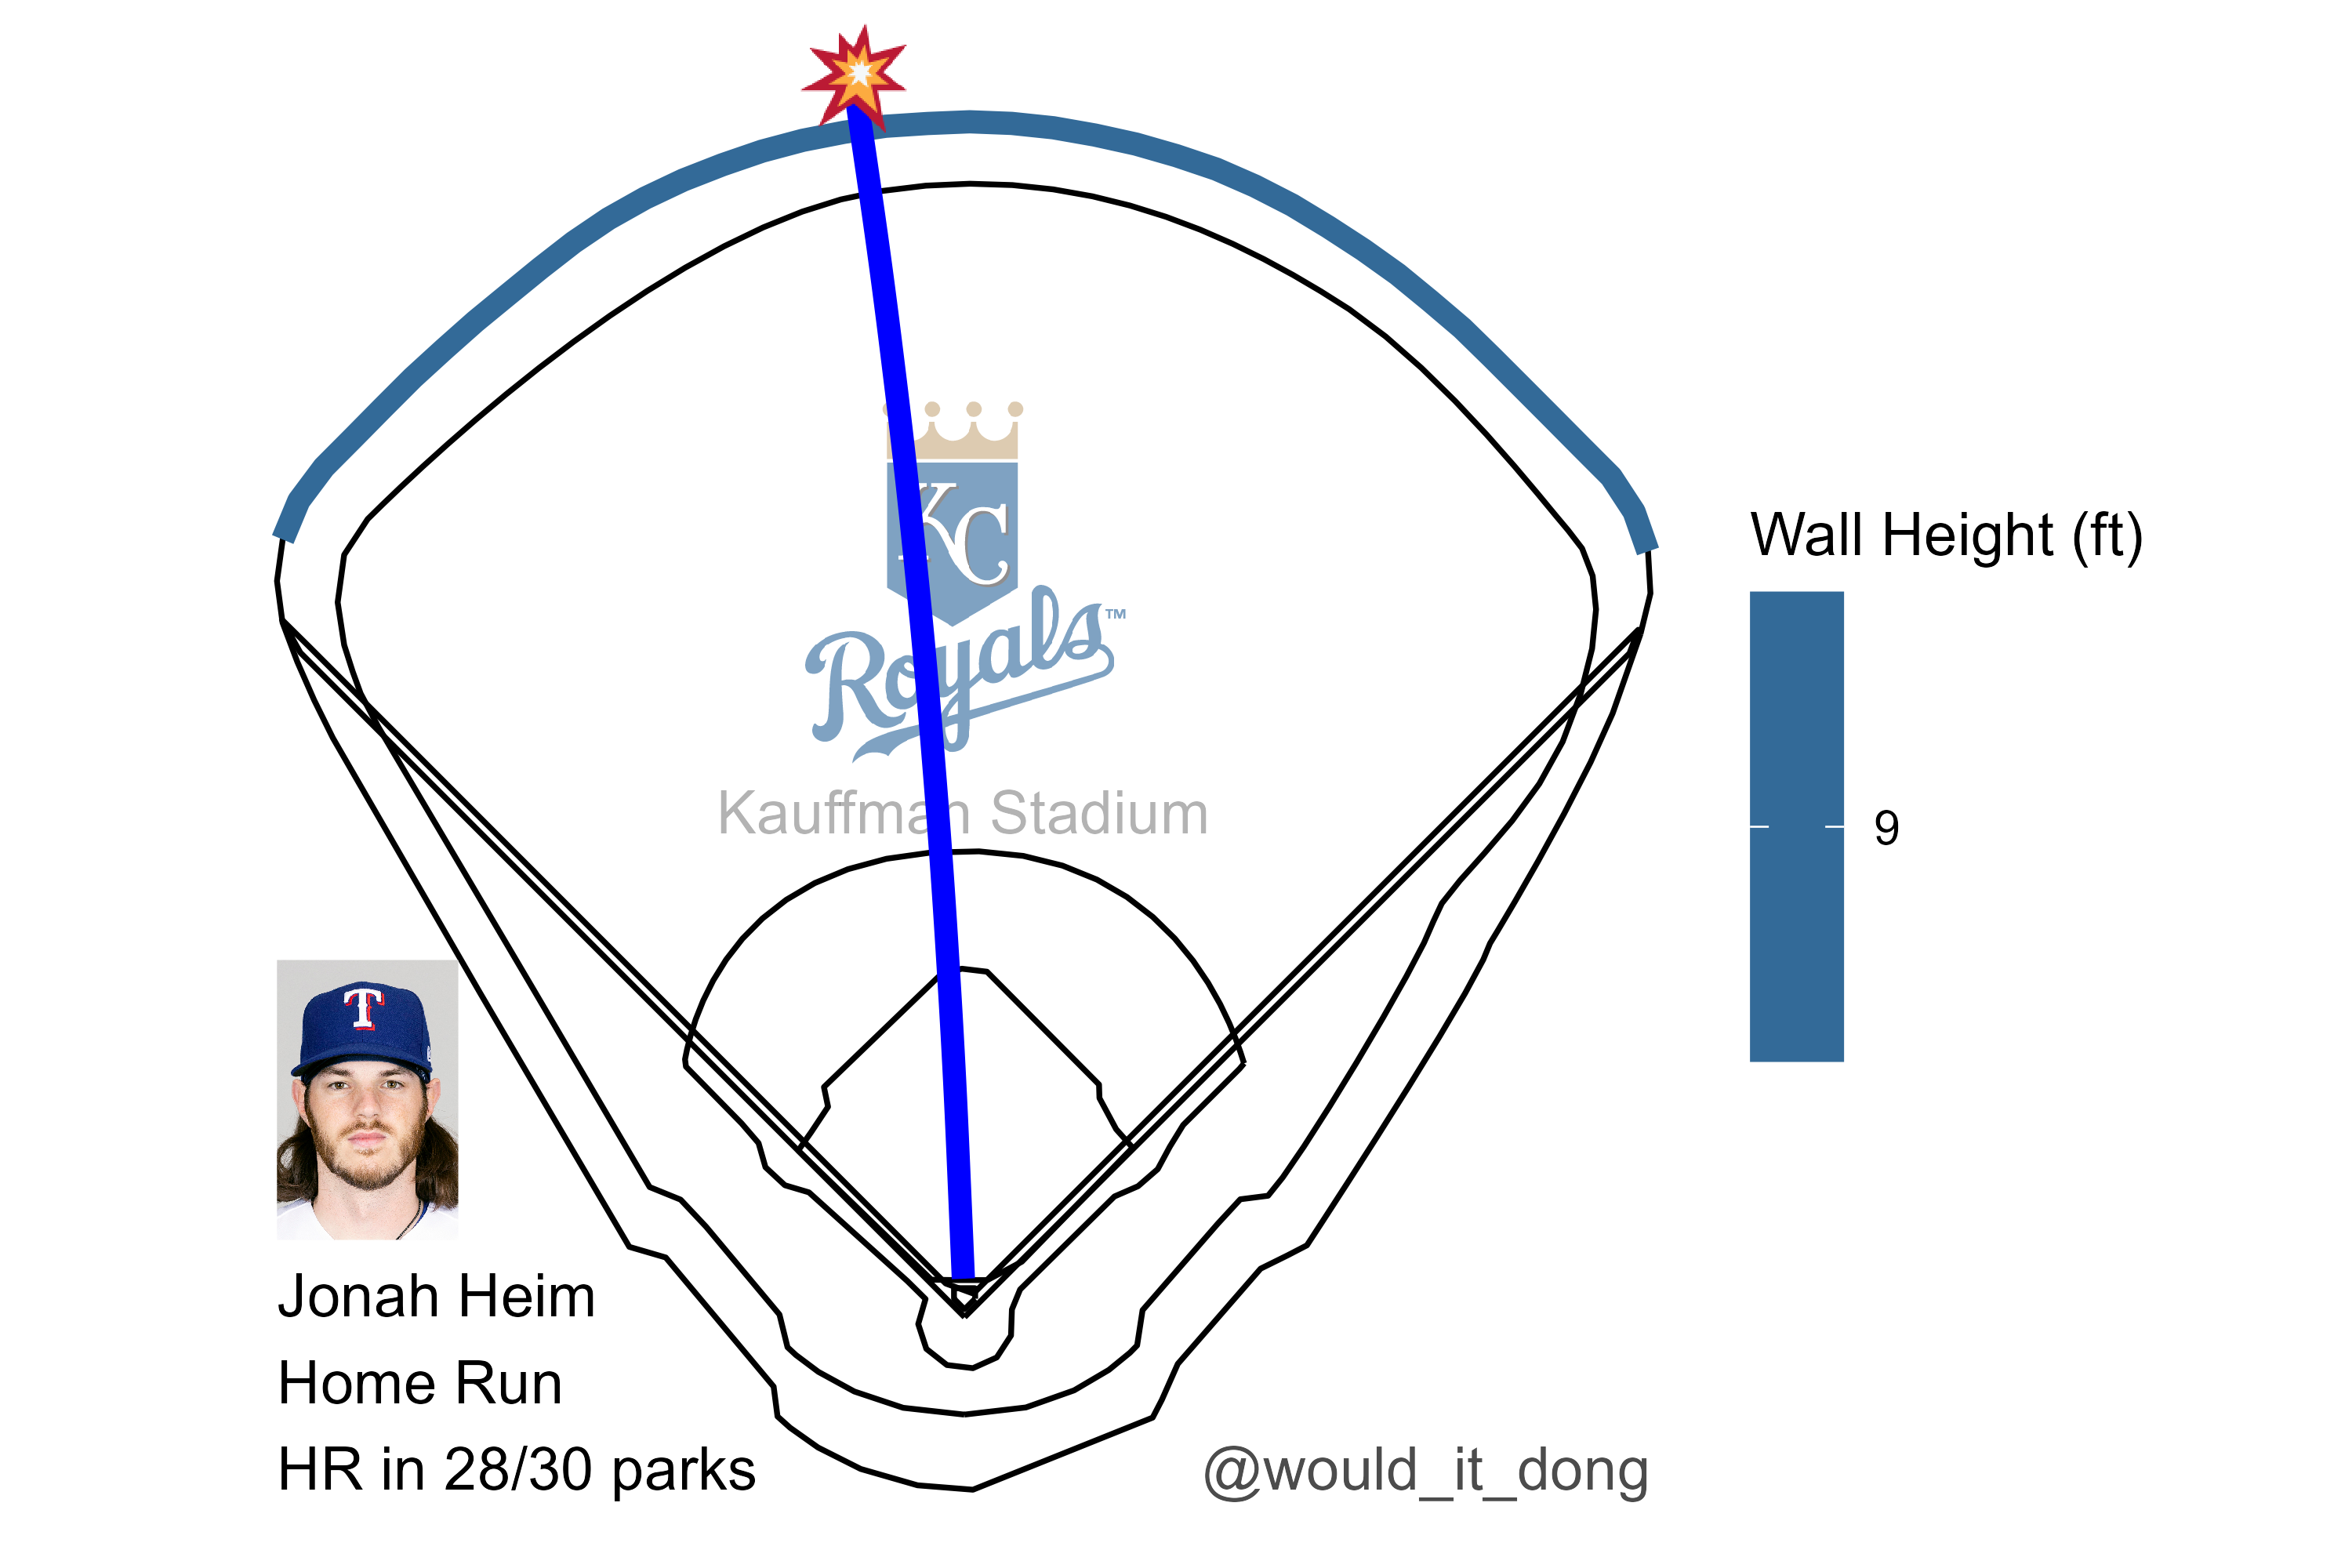 KC
Royals™
Kauffman Stadium
Wall Height (ft)
9
T
Jonah Heim
Home Run
HR in 28/30 parks
@would_it_dong